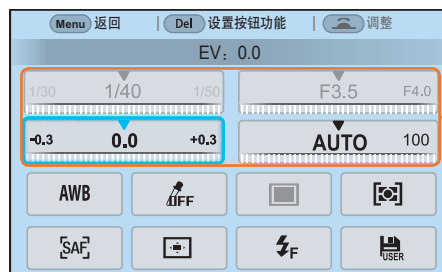 Menu 返回 | Del 设置按钮功能 | 调整
EV: 0.0
1/30 1/40 1/50 F3.5 F4.0
-0.3 0.0 +0.3 AUTO 100
AWB OFF
SAF F USER